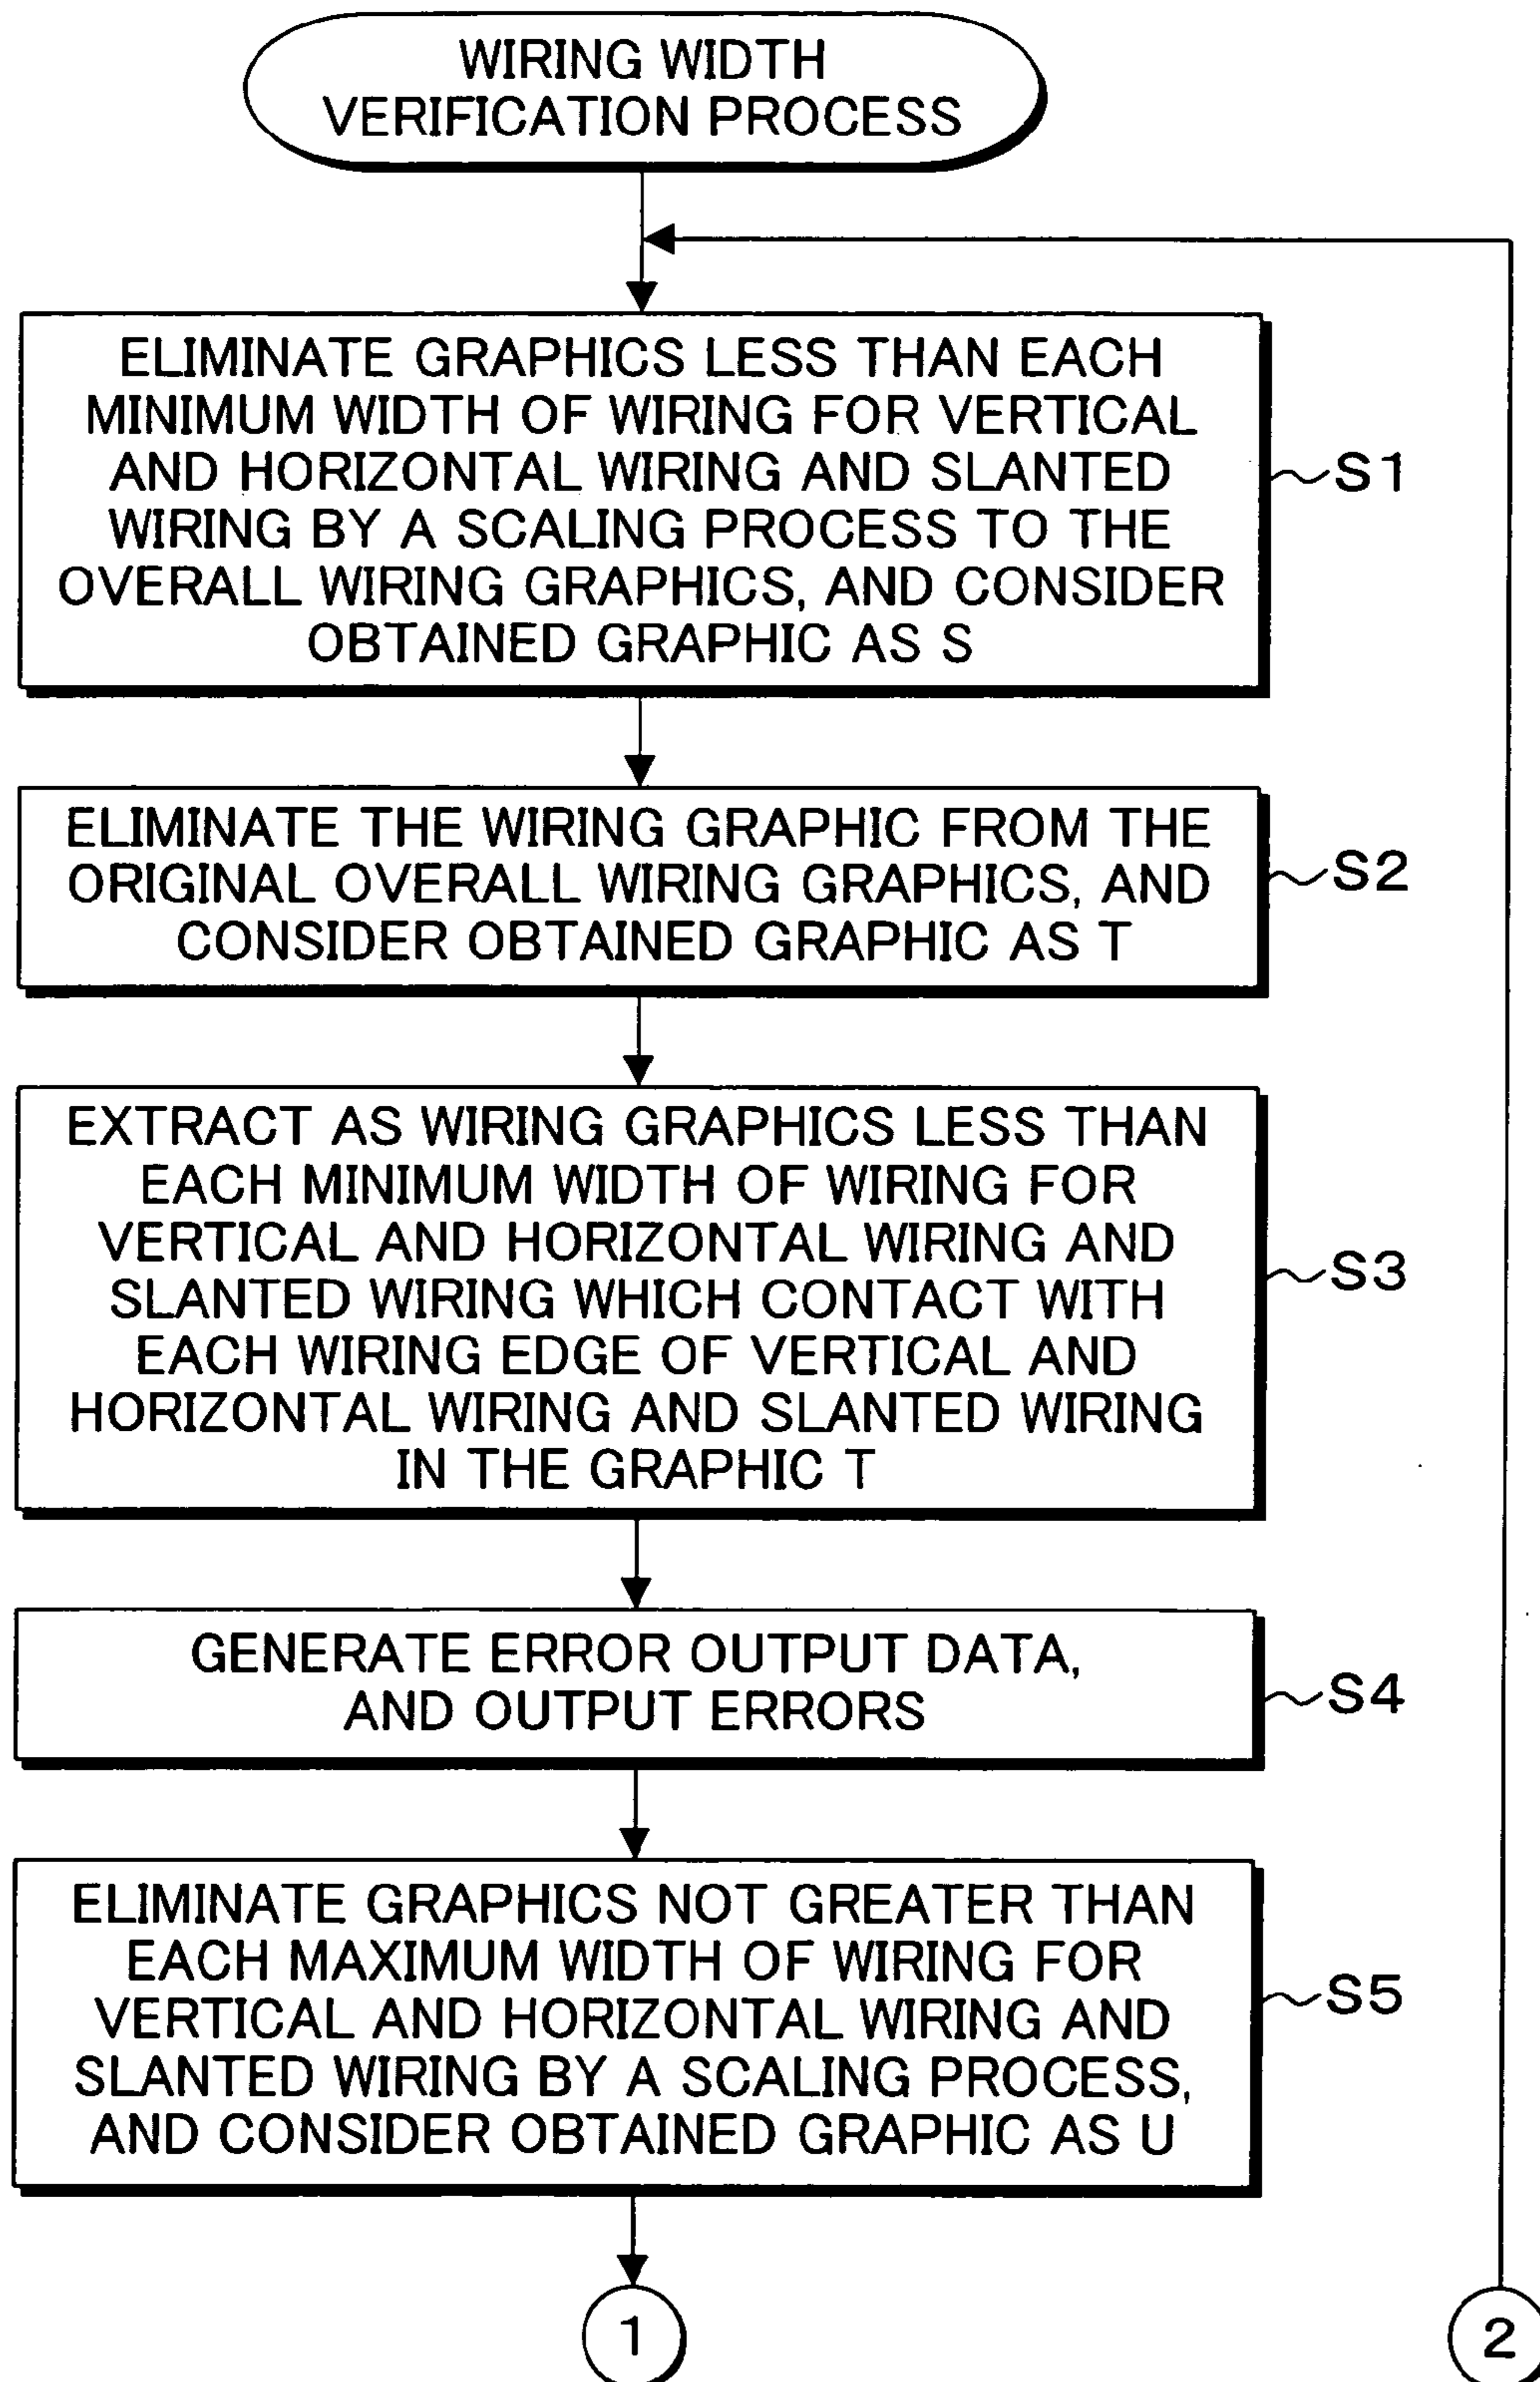 WIRING WIDTH
VERIFICATION PROCESS
ELIMINATE GRAPHICS LESS THAN EACH
MINIMUM WIDTH OF WIRING FOR VERTICAL
AND HORIZONTAL WIRING AND SLANTED
WIRING BY A SCALING PROCESS TO THE
OVERALL WIRING GRAPHICS, AND CONSIDER
OBTAINED GRAPHIC AS S
S1
ELIMINATE THE WIRING GRAPHIC FROM THE
ORIGINAL OVERALL WIRING GRAPHICS, AND
CONSIDER OBTAINED GRAPHIC AS T
S2
EXTRACT AS WIRING GRAPHICS LESS THAN
EACH MINIMUM WIDTH OF WIRING FOR
VERTICAL AND HORIZONTAL WIRING AND
SLANTED WIRING WHICH CONTACT WITH
EACH WIRING EDGE OF VERTICAL AND
HORIZONTAL WIRING AND SLANTED WIRING
IN THE GRAPHIC T
S3
GENERATE ERROR OUTPUT DATA,
AND OUTPUT ERRORS
S4
ELIMINATE GRAPHICS NOT GREATER THAN
EACH MAXIMUM WIDTH OF WIRING FOR
VERTICAL AND HORIZONTAL WIRING AND
SLANTED WIRING BY A SCALING PROCESS,
AND CONSIDER OBTAINED GRAPHIC AS U
S5
1
2